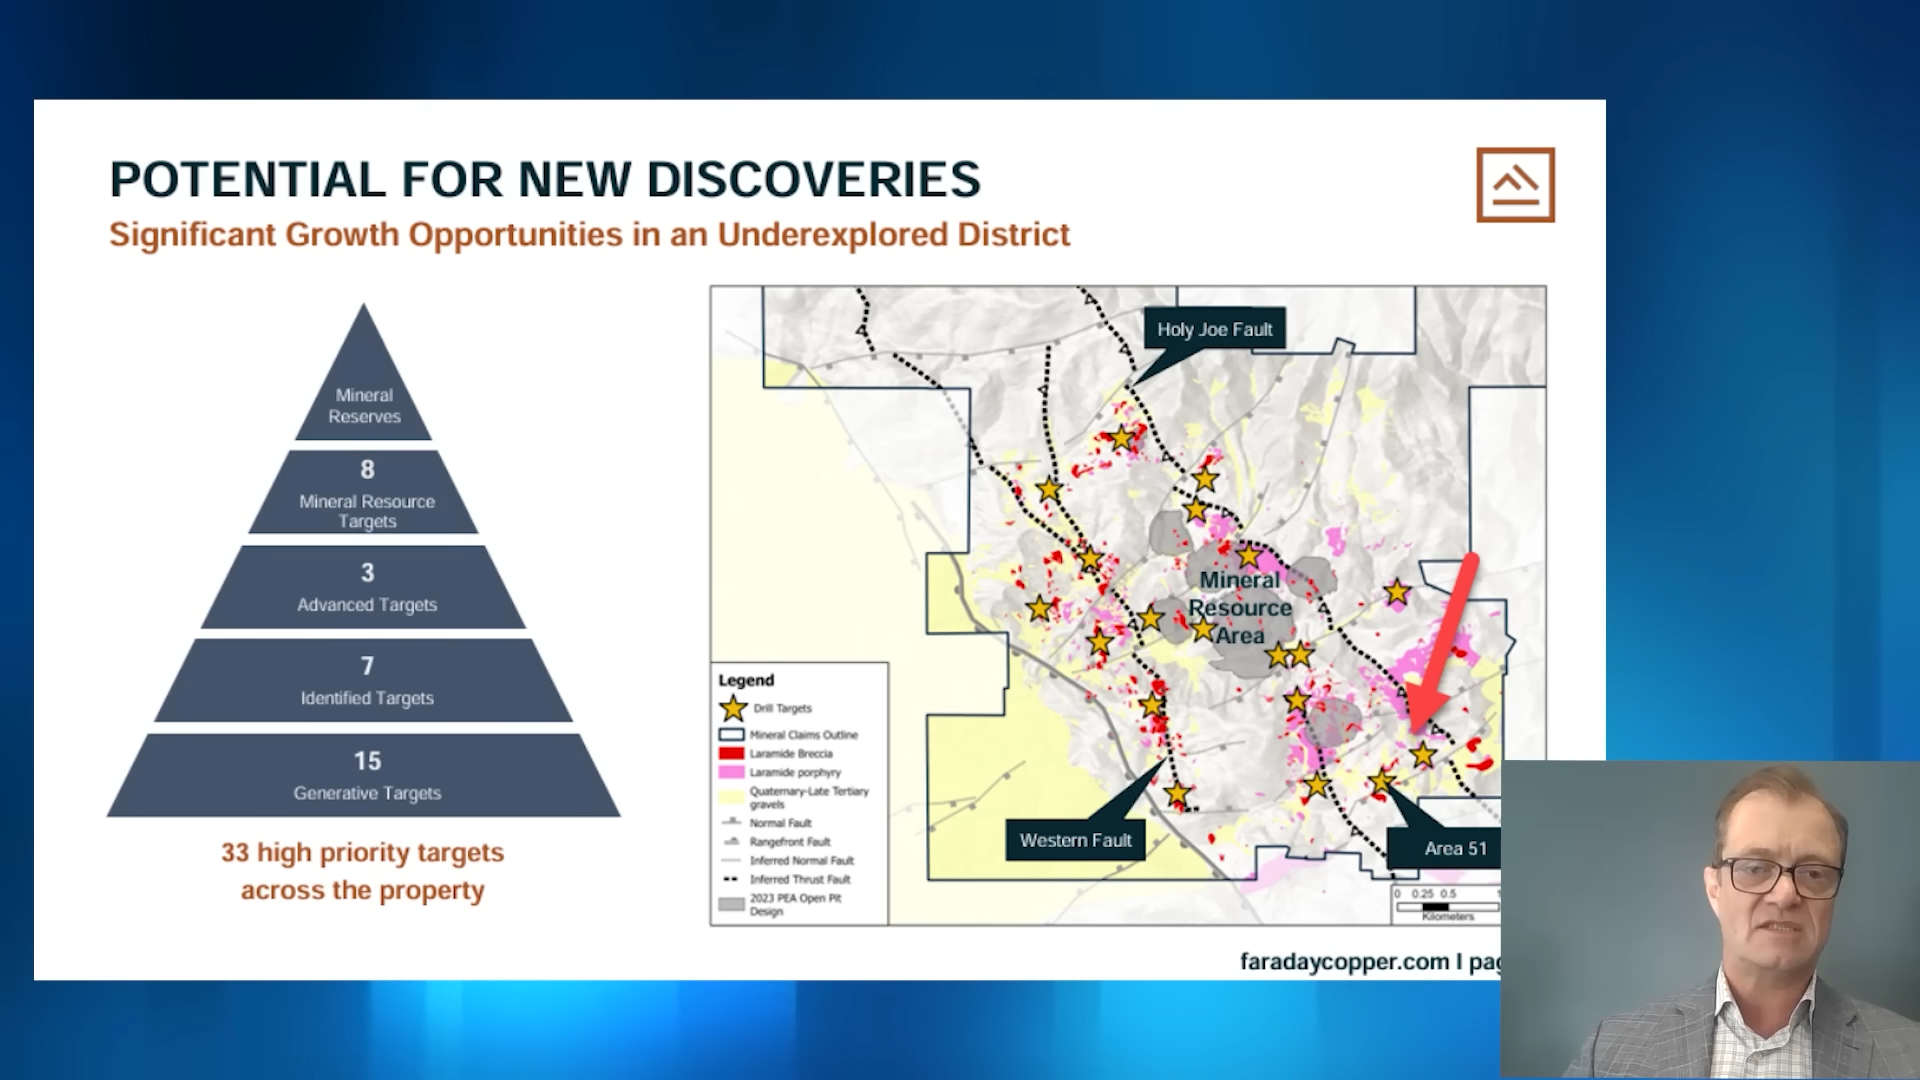 POTENTIAL FOR NEW DISCOVERIES
Significant Growth Opportunities in an Underexplored District
Mineral
Reserves
8
Mineral Resource
Targets
3
Advanced Targets
7
Identified Targets
15
Generative Targets
33 high priority targets
across the property
Holy Joe Fault
Mineral
Resource
Area
Western Fault
Area 51
Legend
Drill Targets
Mineral Claims Outline
Laramide Breccia
Laramide porphyry
Quaternary-Late Tertiary
gravels
Normal Fault
Rangefront Fault
Inferred Normal Fault
Inferred Thrust Fault
2023 PEA Open Pit
Design
0 0.25 0.5
Kilometers
faradaycopper.com I